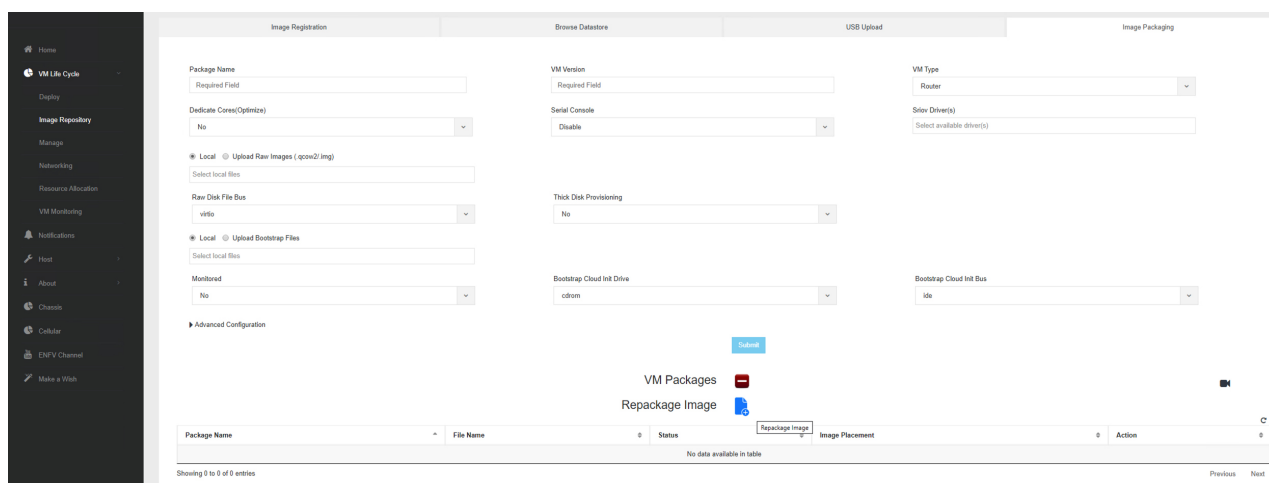 Image Registration
Browse Datastore
USB Upload
Image Packaging
Home
VM Life Cycle
Deploy
Image Repository
Manage
Networking
Resource Allocation
VM Monitoring
Notifications
Host
About
Chassis
Cellular
ENFV Channel
Make a Wish
Package Name
VM Version
VM Type
Required Field
Required Field
Router
Dedicate Cores(Optimize)
Serial Console
Sriov Driver(s)
No
Disable
Select available driver(s)
Local Upload Raw Images (.qcow2/.img)
Select local files
Raw Disk File Bus
Thick Disk Provisioning
virtio
No
Local Upload Bootstrap Files
Select local files
Monitored
Bootstrap Cloud Init Drive
Bootstrap Cloud Init Bus
No
cdrom
ide
Advanced Configuration
Submit
VM Packages
Repackage Image
Repackage Image
Package Name
File Name
Status
Image Placement
Action
No data available in table
Showing 0 to 0 of 0 entries
Previous
Next